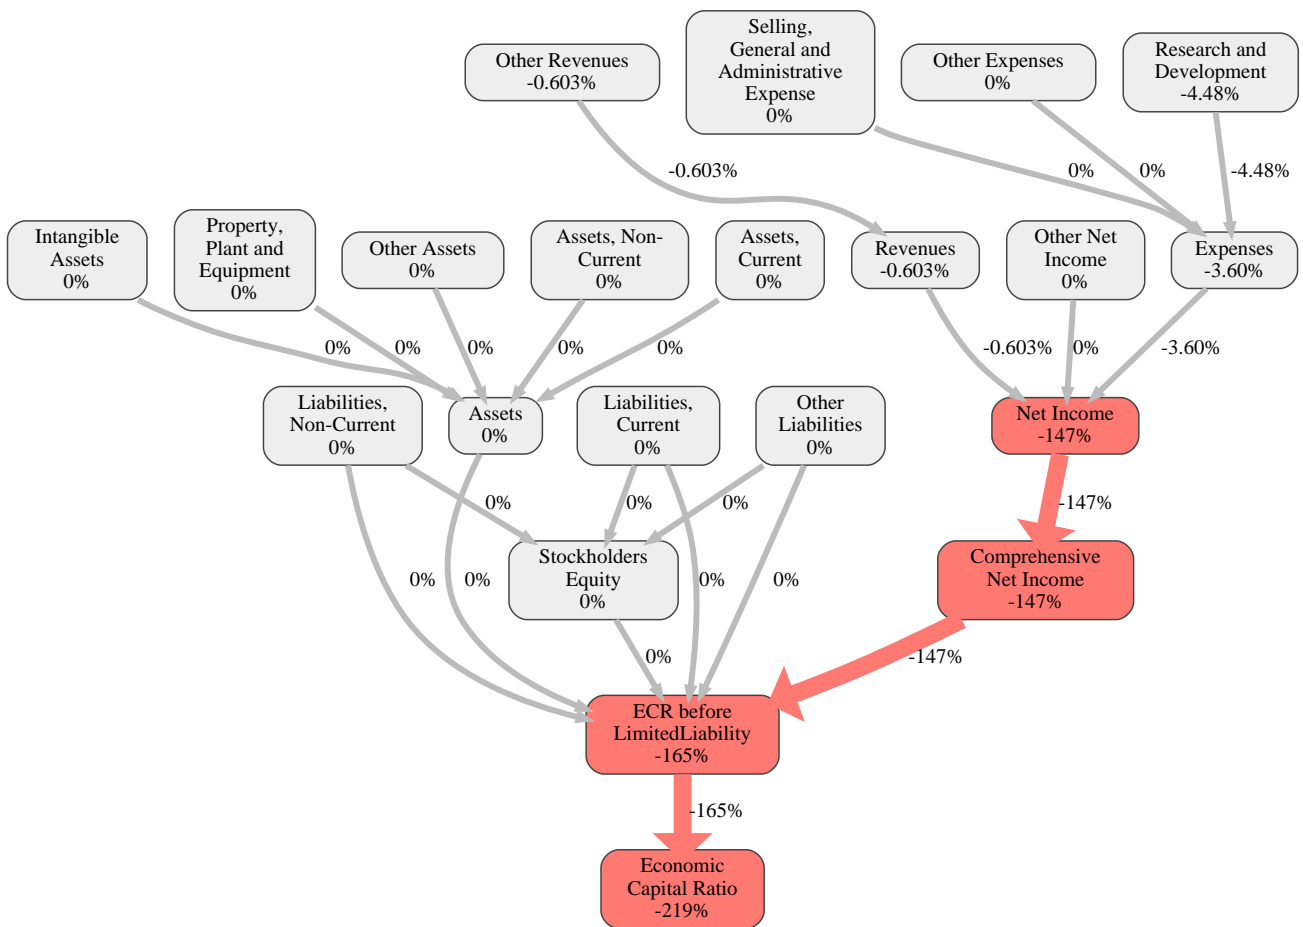 Selling,
General and
Administrative
Expense
0%
Other Revenues
-0.603%
Other Expenses
0%
Research and
Development
-4.48%
-0.603%
0%
0%
-4.48%
Intangible
Assets
0%
Property,
Plant and
Equipment
0%
Other Assets
0%
Assets, Non-
Current
0%
Assets,
Current
0%
Revenues
-0.603%
Other Net
Income
0%
Expenses
-3.60%
0%
0%
0%
0%
0%
-0.603%
0%
-3.60%
Liabilities,
Non-Current
0%
Assets
0%
Liabilities,
Current
0%
Other
Liabilities
0%
Net Income
-147%
0%
0%
0%
-147%
Stockholders
Equity
0%
Comprehensive
Net Income
-147%
0%
0%
0%
0%
0%
-147%
ECR before
LimitedLiability
-165%
-165%
Economic
Capital Ratio
-219%